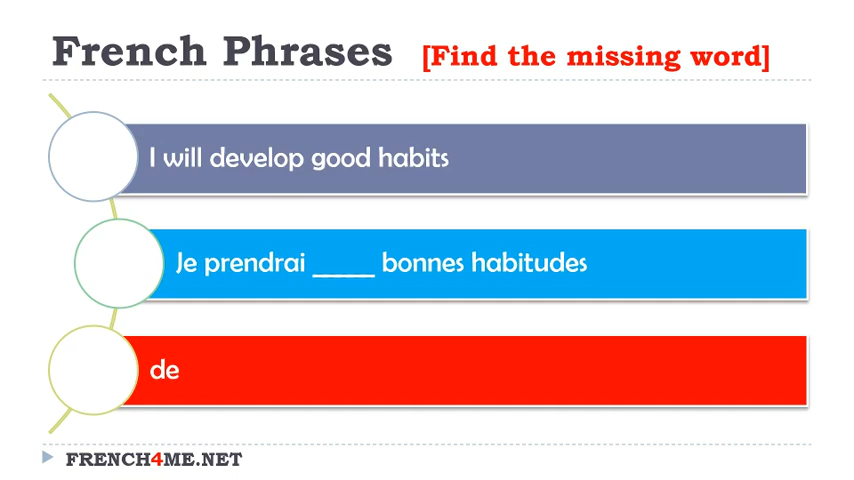 French Phrases [Find the missing word]
I will develop good habits
Je prendrai _____ bonnes habitudes
de
FRENCH4ME.NET